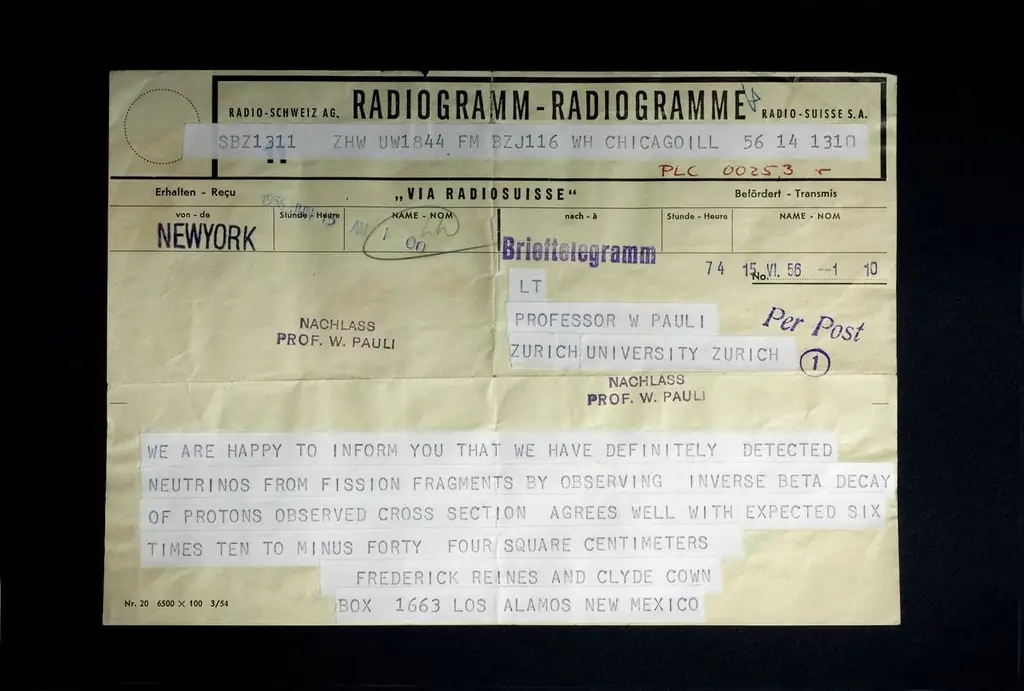 RADIO-SCHWEIZ AG. RADIOGRAMM-RADIOGRAMME RADIO-SUISSE S.A.
SBZ1311 ZHW UW1844 FM BZJ116 WH CHICAGOILL 56 14 1310
PLC 00253
Erhalten - Reçu „VIA RADIOSUISSE" Befördert - Transmis
von - de Stunde - Heure NAME - NOM nach - à Stunde - Heure NAME - NOM
NEWYORK
Brieftelegramm
74 15.VI. 56 --1 10
No.
LT
PROFESSOR W PAULI
Per Post
NACHLASS
PROF. W. PAULI
ZURICH UNIVERSITY ZURICH
1
NACHLASS
PROF. W. PAULI
WE ARE HAPPY TO INFORM YOU THAT WE HAVE DEFINITELY DETECTED
NEUTRINOS FROM FISSION FRAGMENTS BY OBSERVING INVERSE BETA DECAY
OF PROTONS OBSERVED CROSS SECTION AGREES WELL WITH EXPECTED SIX
TIMES TEN TO MINUS FORTY FOUR SQUARE CENTIMETERS
FREDERICK REINES AND CLYDE COWN
BOX 1663 LOS ALAMOS NEW MEXICO
Nr. 20 6500 × 100 3/54